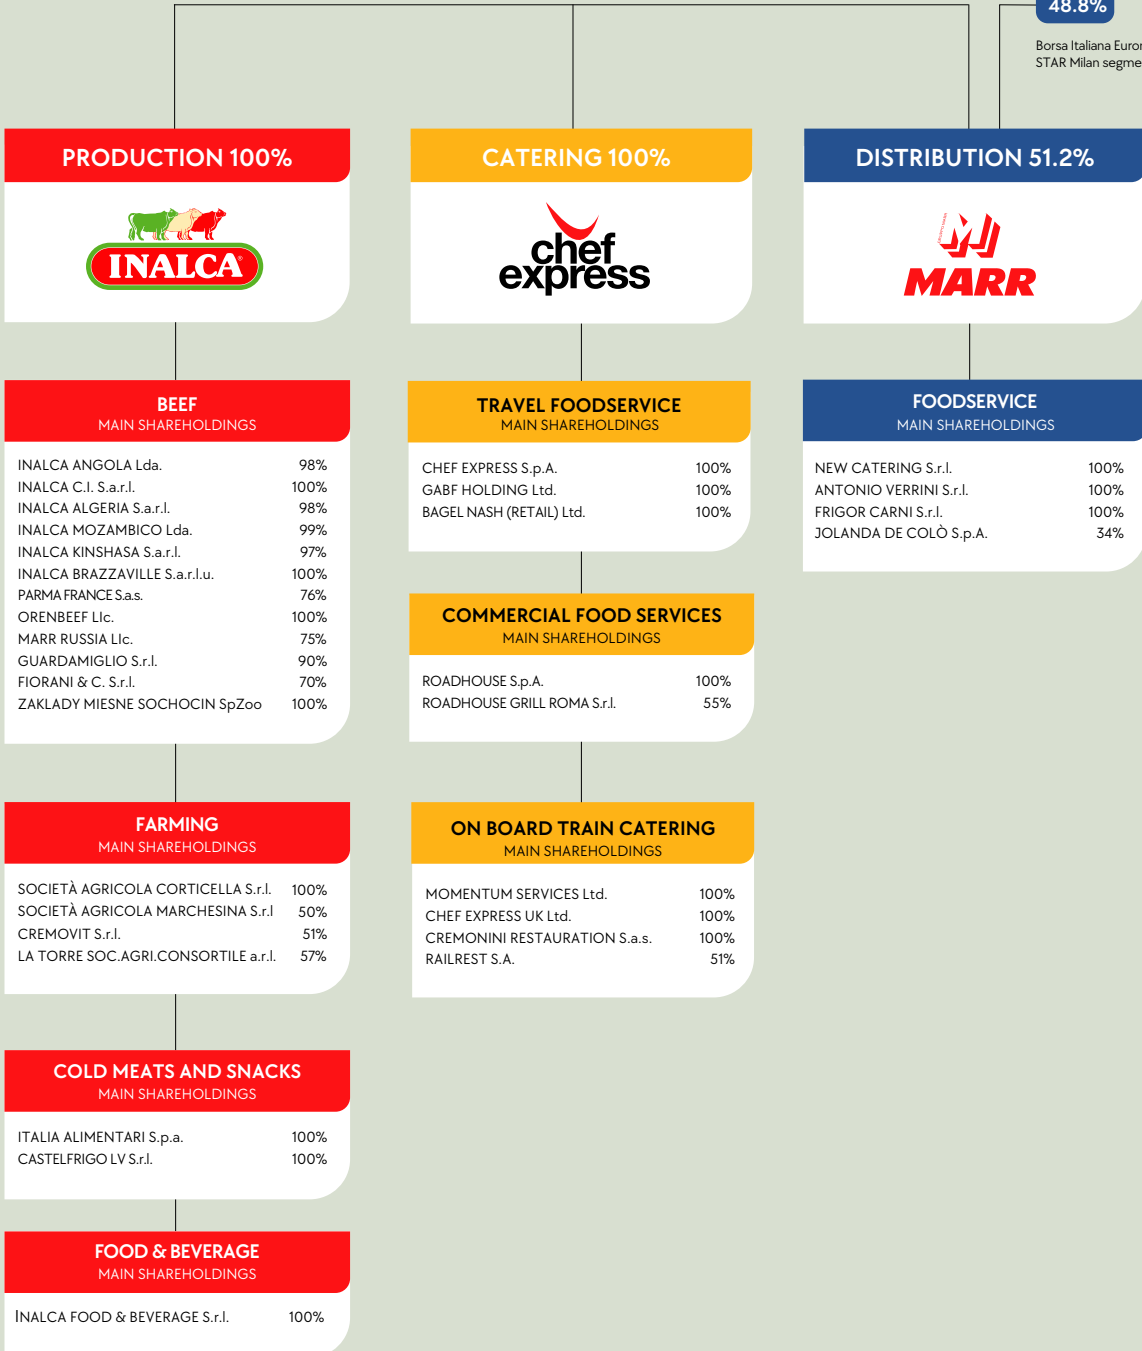 48.8%
Borsa Italiana
STAR Milan
PRODUCTION 100%
INALCA
BEEF
MAIN SHAREHOLDINGS
INALCA ANGOLA Lda. 98%
INALCA C.I. S.a.r.l. 100%
INALCA ALGERIA S.a.r.l. 98%
INALCA MOZAMBICO Lda. 99%
INALCA KINSHASA S.a.r.l. 97%
INALCA BRAZZAVILLE S.a.r.l.u. 100%
PARMA FRANCE S.a.s. 76%
ORENBEEF Llc. 100%
MARR RUSSIA Llc. 75%
GUARDAMIGLIO S.r.l. 90%
FIORANI & C. S.r.l. 70%
ZAKLADY MIESNE SOCHOCIN SpZoo 100%
FARMING
MAIN SHAREHOLDINGS
SOCIETÀ AGRICOLA CORTICELLA S.r.l. 100%
SOCIETÀ AGRICOLA MARCHESINA S.r.l 50%
CREMOVIT S.r.l. 51%
LA TORRE SOC.AGRI.CONSORTILE a.r.l. 57%
COLD MEATS AND SNACKS
MAIN SHAREHOLDINGS
ITALIA ALIMENTARI S.p.a. 100%
CASTELFRIGO LV S.r.l. 100%
FOOD & BEVERAGE
MAIN SHAREHOLDINGS
INALCA FOOD & BEVERAGE S.r.l. 100%
CATERING 100%
chef
express
TRAVEL FOODSERVICE
MAIN SHAREHOLDINGS
CHEF EXPRESS S.p.A. 100%
GABF HOLDING Ltd. 100%
BAGEL NASH (RETAIL) Ltd. 100%
COMMERCIAL FOOD SERVICES
MAIN SHAREHOLDINGS
ROADHOUSE S.p.A. 100%
ROADHOUSE GRILL ROMA S.r.l. 55%
ON BOARD TRAIN CATERING
MAIN SHAREHOLDINGS
MOMENTUM SERVICES Ltd. 100%
CHEF EXPRESS UK Ltd. 100%
CREMONINI RESTAURATION S.a.s. 100%
RAILREST S.A. 51%
DISTRIBUTION 51.2%
MARR
FOODSERVICE
MAIN SHAREHOLDINGS
NEW CATERING S.r.l. 100%
ANTONIO VERRINI S.r.l. 100%
FRIGOR CARNI S.r.l. 100%
JOLANDA DE COLÒ S.p.A. 34%